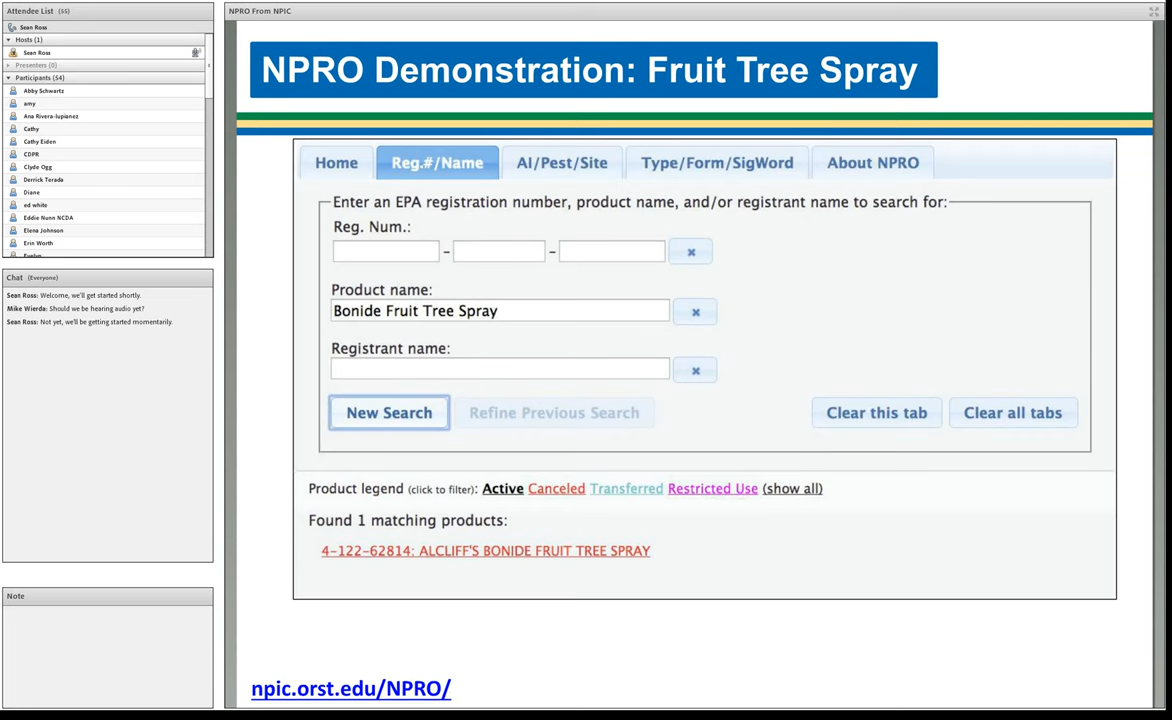 Attendee List (55)
Sean Ross
Hosts (1)
Sean Ross
Presenters (0)
Participants (54)
Abby Schwartz
amy
Ana Rivera-lupianez
Cathy
Cathy Eiden
CDPR
Clyde Ogg
Derrick Terada
Diane
ed white
Eddie Nunn NCDA
Elena Johnson
Erin Worth
Evelyn
Chat (Everyone)
Sean Ross: Welcome, we'll get started shortly.
Mike Wierda: Should we be hearing audio yet?
Sean Ross: Not yet, we'll be getting started momentarily.
Note
NPRO From NPIC
NPRO Demonstration: Fruit Tree Spray
Home Reg.#/Name AI/Pest/Site Type/Form/SigWord About NPRO
Enter an EPA registration number, product name, and/or registrant name to search for:
Reg. Num.:
- - ×
Product name:
Bonide Fruit Tree Spray ×
Registrant name:
×
New Search Refine Previous Search Clear this tab Clear all tabs
Product legend (click to filter): Active Canceled Transferred Restricted Use (show all)
Found 1 matching products:
4-122-62814: ALCLIFF'S BONIDE FRUIT TREE SPRAY
npic.orst.edu/NPRO/